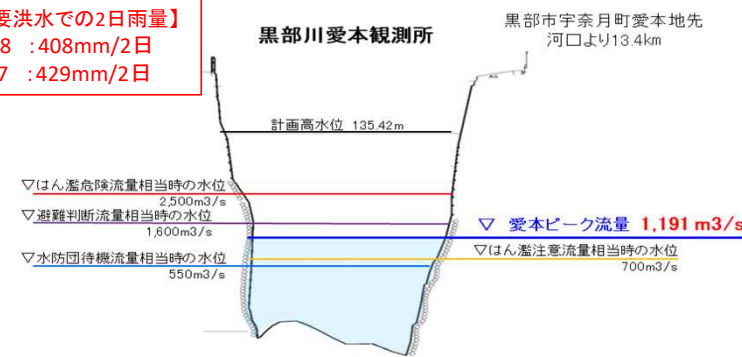 要洪水での2日雨量】
8 :408mm/2日
7 :429mm/2日
黒部川愛本観測所
黒部市宇奈月町愛本地先
河口より13.4km
計画高水位 135.42m
▽はん濫危険流量相当時の水位
2,500m3/s
▽避難判断流量相当時の水位
1,600m3/s
▽ 愛本ピーク流量 1,191 m3/s
▽はん濫注意流量相当時の水位
700m3/s
▽水防団待機流量相当時の水位
550m3/s